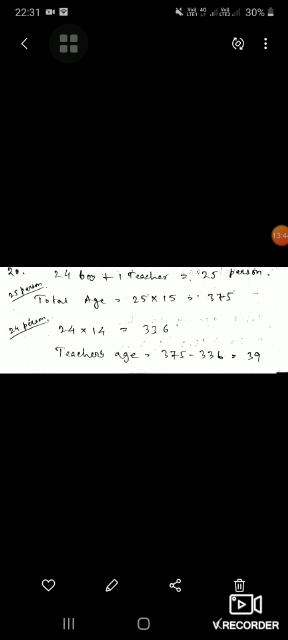 22:31 30%
13:44
20. 24 boy + 1 Teacher = 25 person.
25 person
Total Age = 25 × 15 = 375
24 person
24 × 14 = 336
Teachers age = 375 - 336 = 39
V.RECORDER